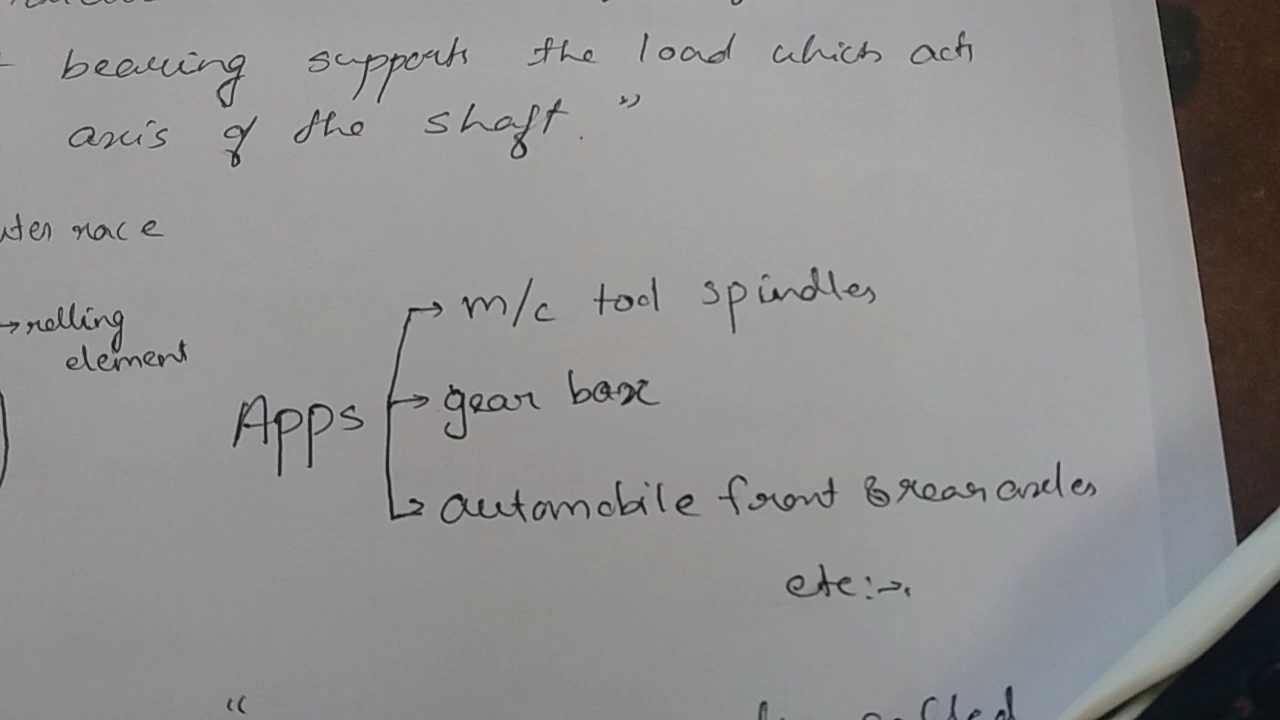 bearing supports the load which acts
axis of the shaft."
outer race
→ rolling
element
→ m/c tool spindles
Apps → gear box
→ automobile front & rear axles
etc:-.
"